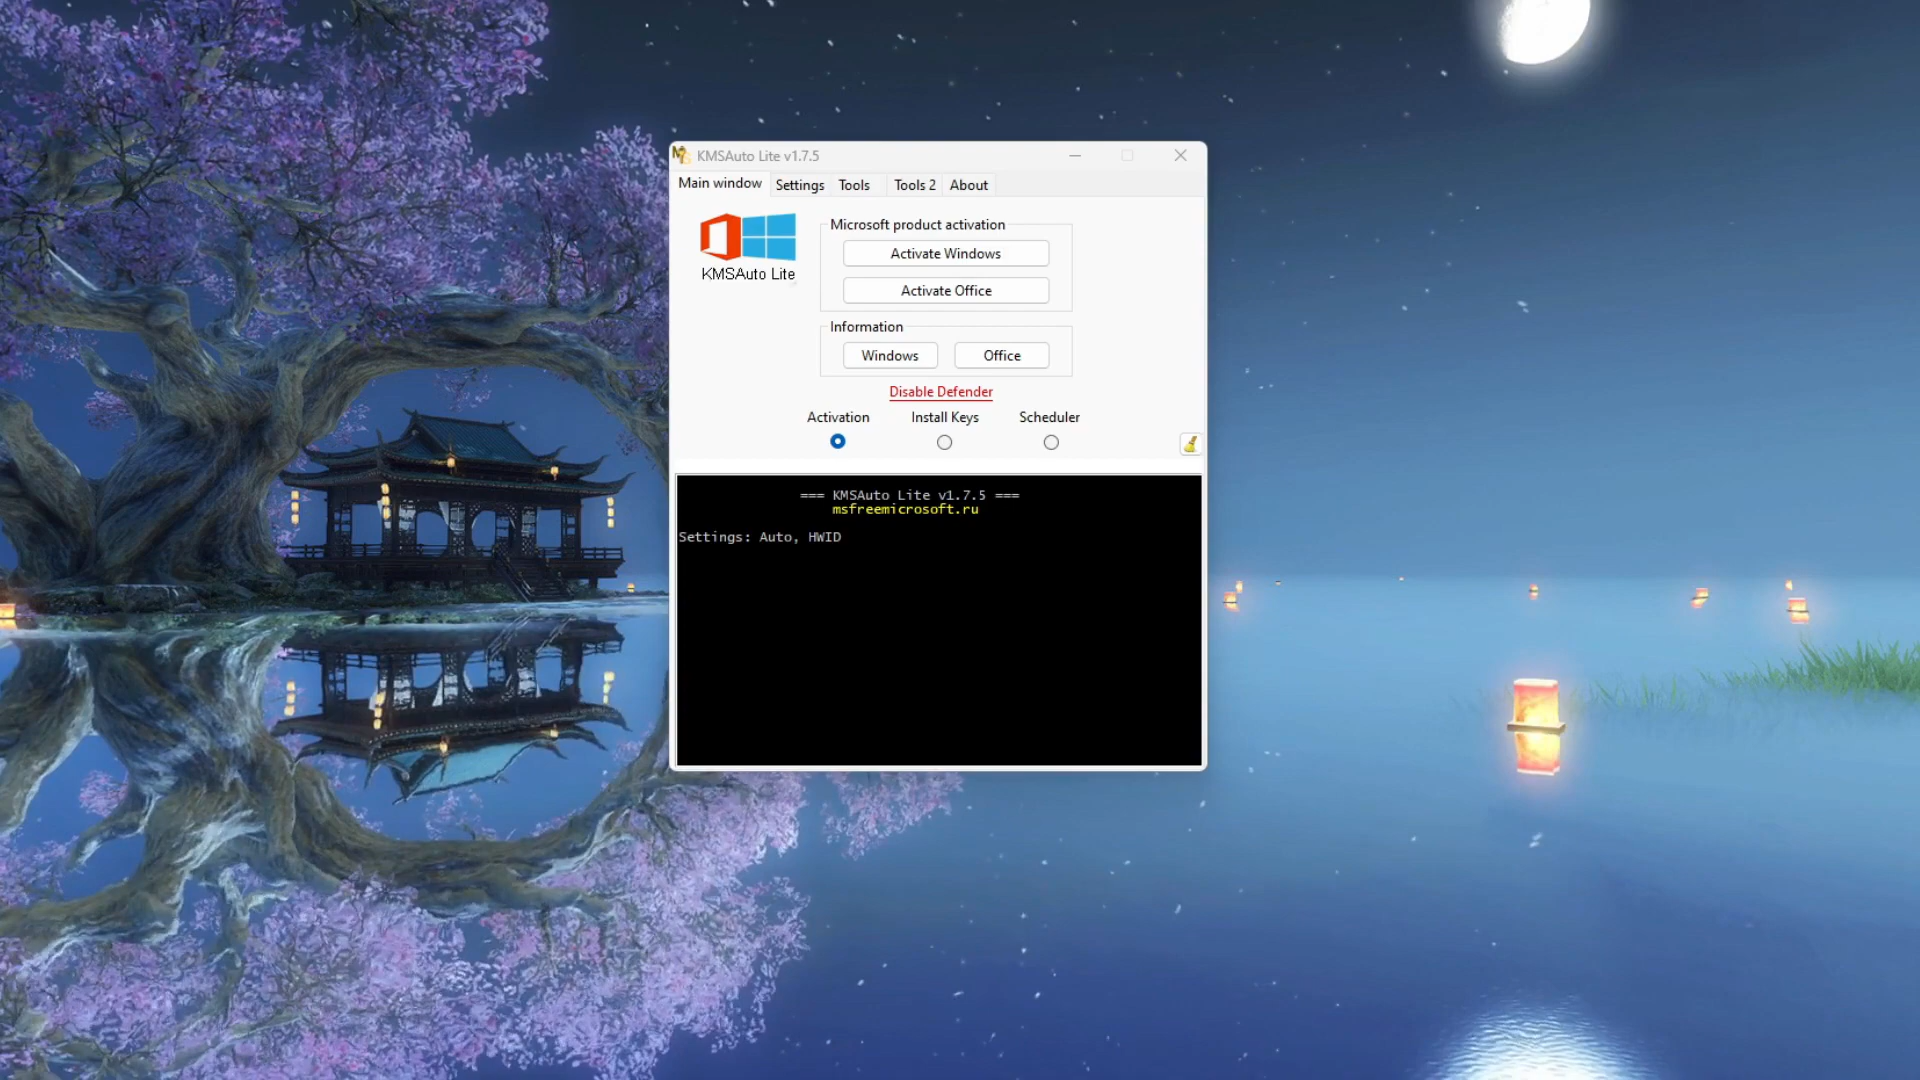 KMSAuto Lite v1.7.5
Main window Settings Tools Tools 2 About
KMSAuto Lite
Microsoft product activation
Activate Windows
Activate Office
Information
Windows Office
Disable Defender
Activation Install Keys Scheduler
=== KMSAuto Lite v1.7.5 ===
msfreemicrosoft.ru
Settings: Auto, HWID